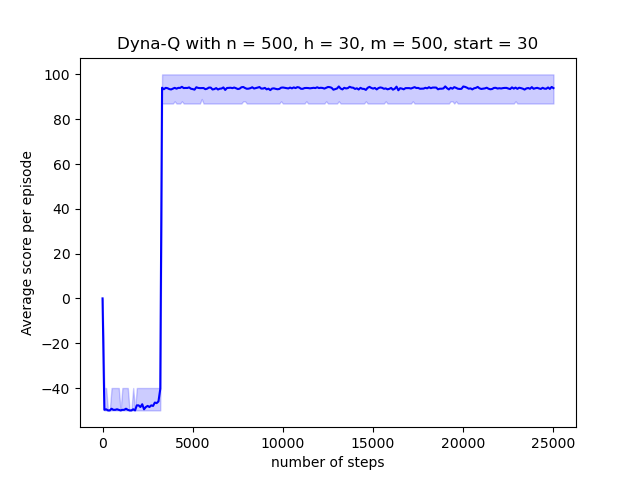 Dyna-Q with n = 500, h = 30, m = 500, start = 30
Average score per episode
100
80
60
40
20
0
−20
−40
0 5000 10000 15000 20000 25000
number of steps